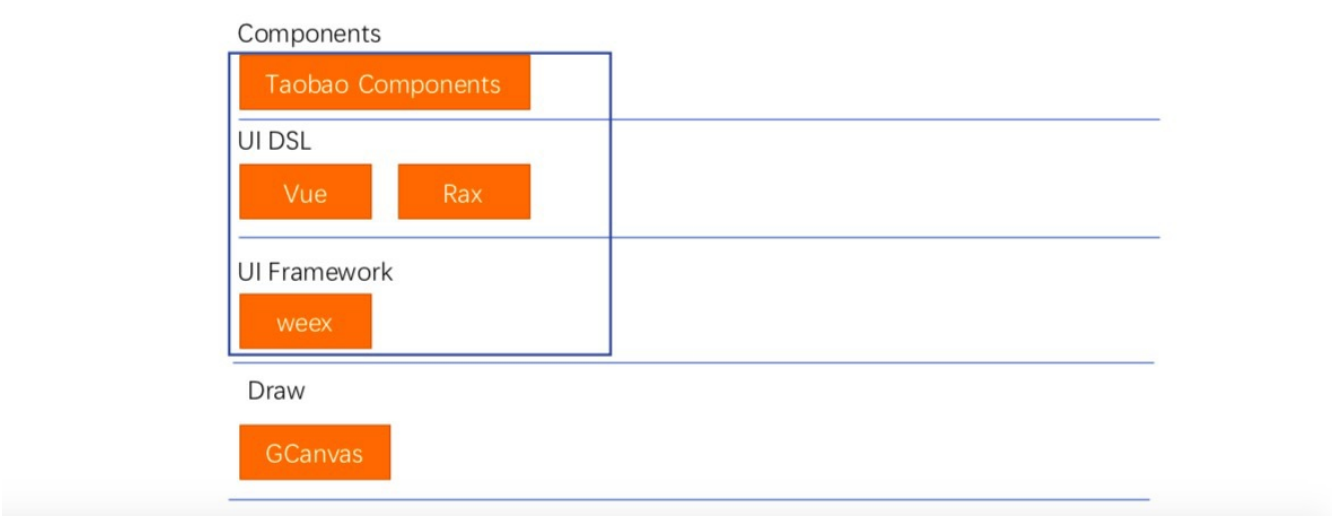 Components
Taobao Components
UI DSL
Vue Rax
UI Framework
weex
Draw
GCanvas